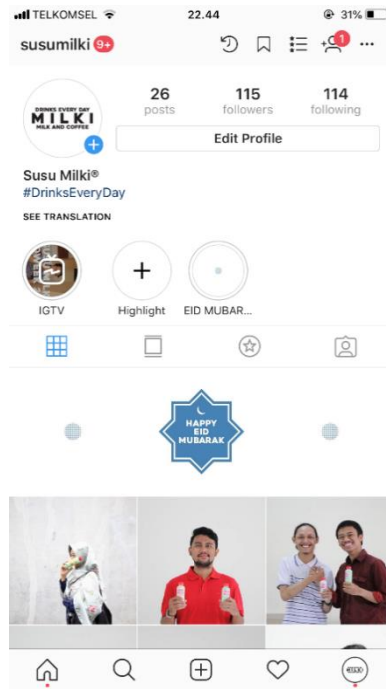 TELKOMSEL 22.44 31%
susumilki 9+ 1
26 115 114
posts followers following
DRINKS EVERY DAY
MILKI
MILK AND COFFEE
Edit Profile
Susu Milki®
#DrinksEveryDay
SEE TRANSLATION
IGTV Highlight EID MUBAR...
HAPPY
EID
MUBARAK